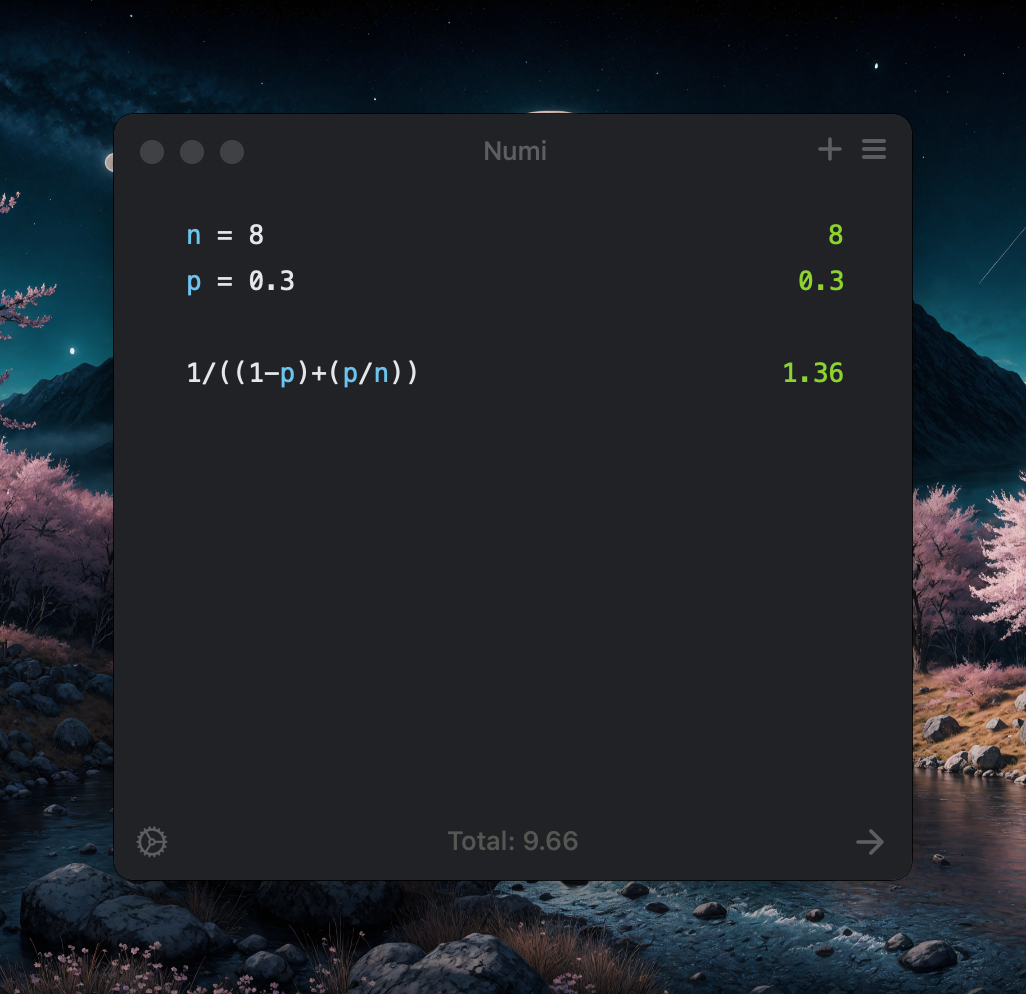 Numi
n = 8 8
p = 0.3 0.3
1/((1-p)+(p/n)) 1.36
Total: 9.66